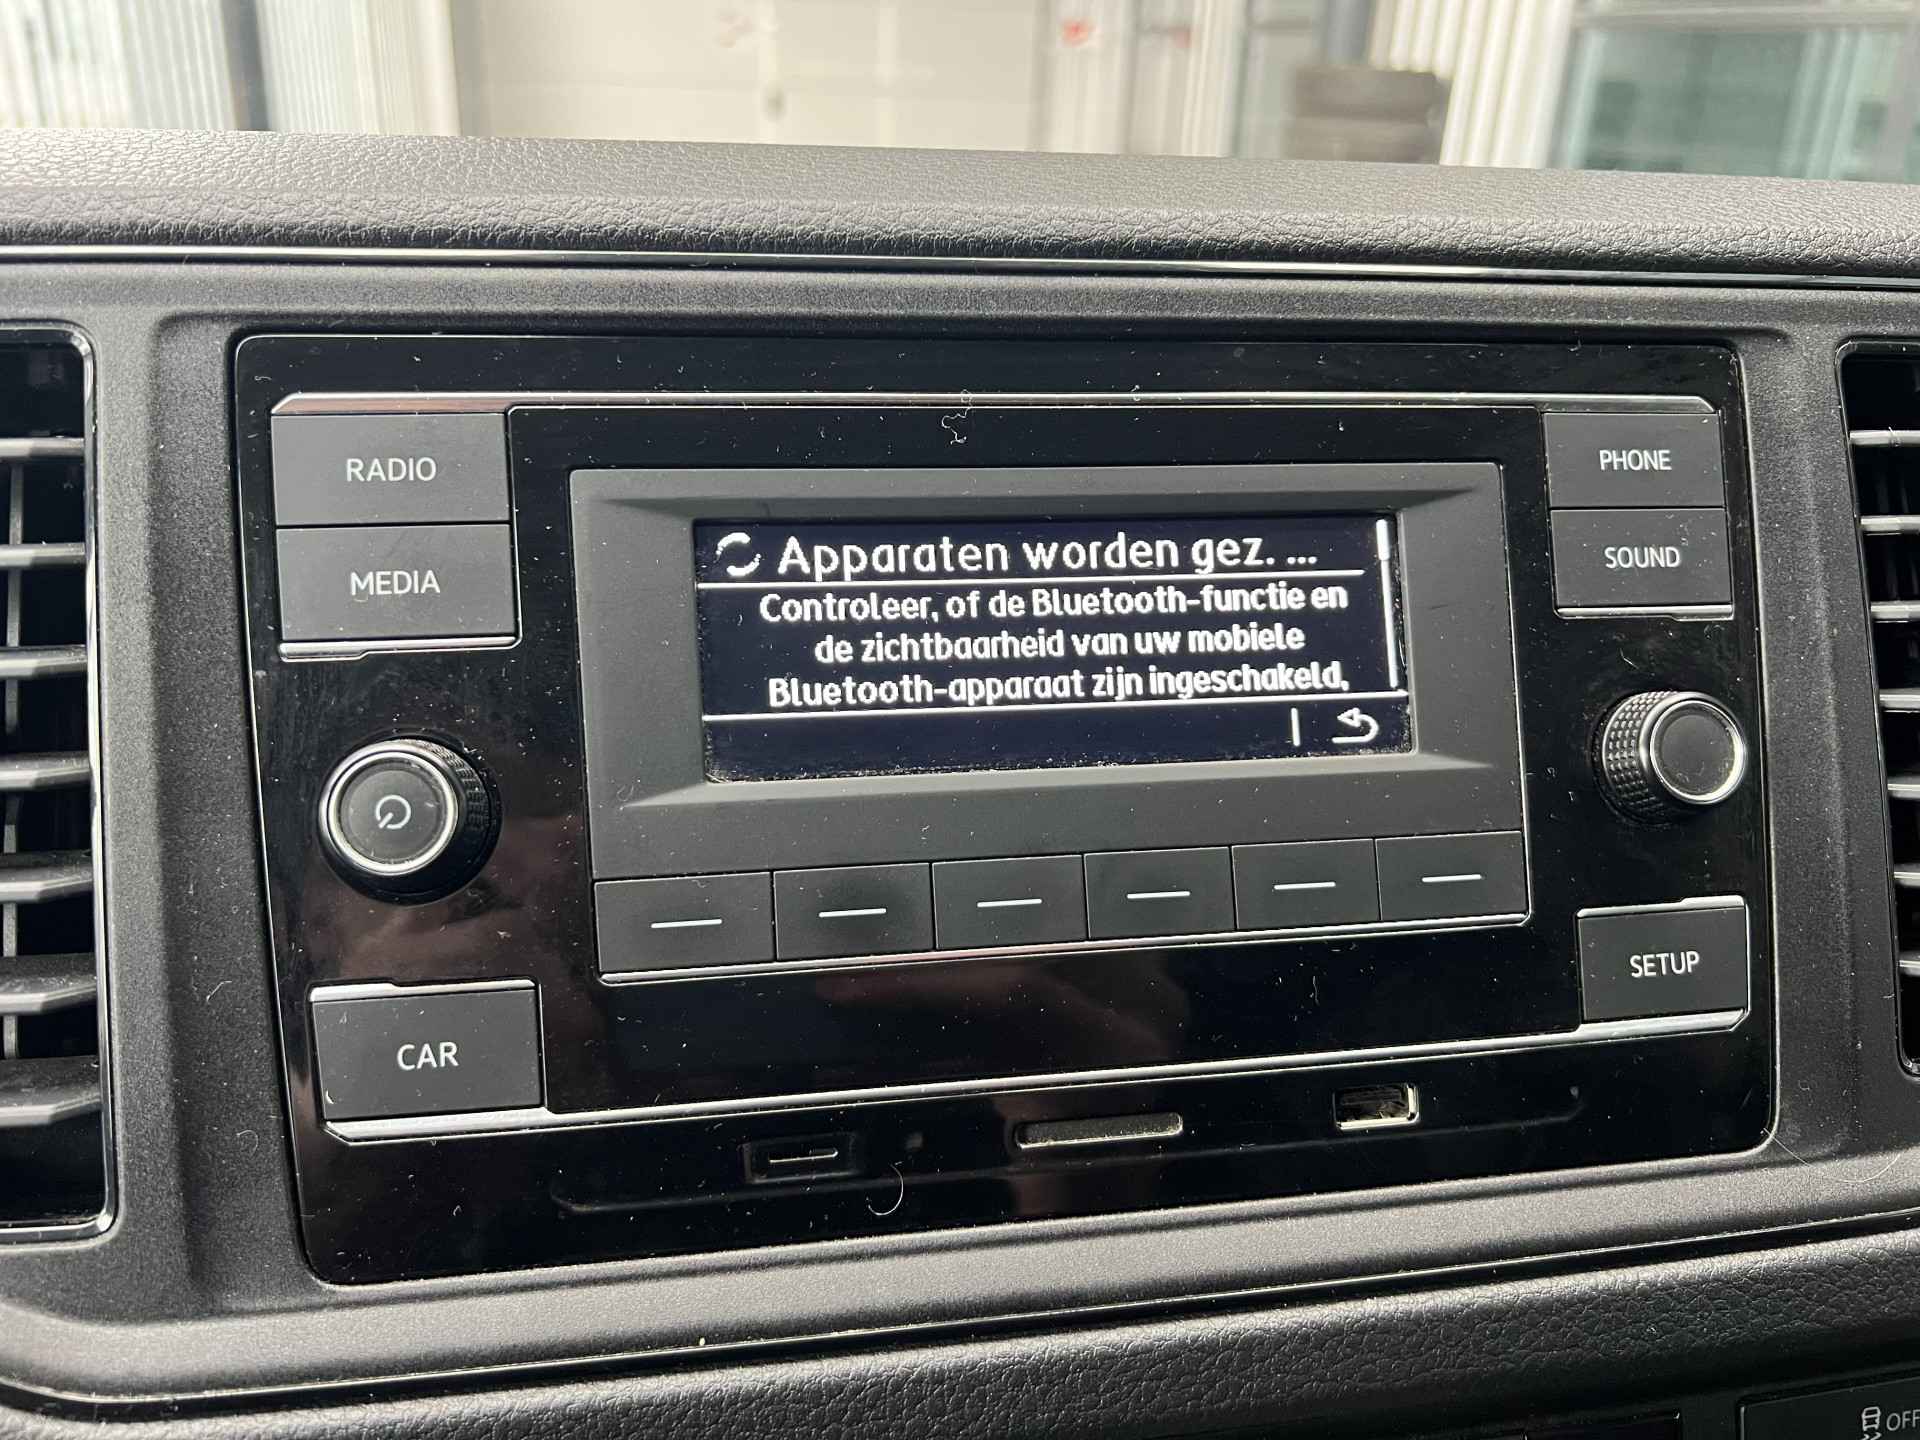 RADIO
MEDIA
PHONE
SOUND
Apparaten worden gez. ...
Controleer, of de Bluetooth-functie en
de zichtbaarheid van uw mobiele
Bluetooth-apparaat zijn ingeschakeld.
CAR
SETUP
OFF